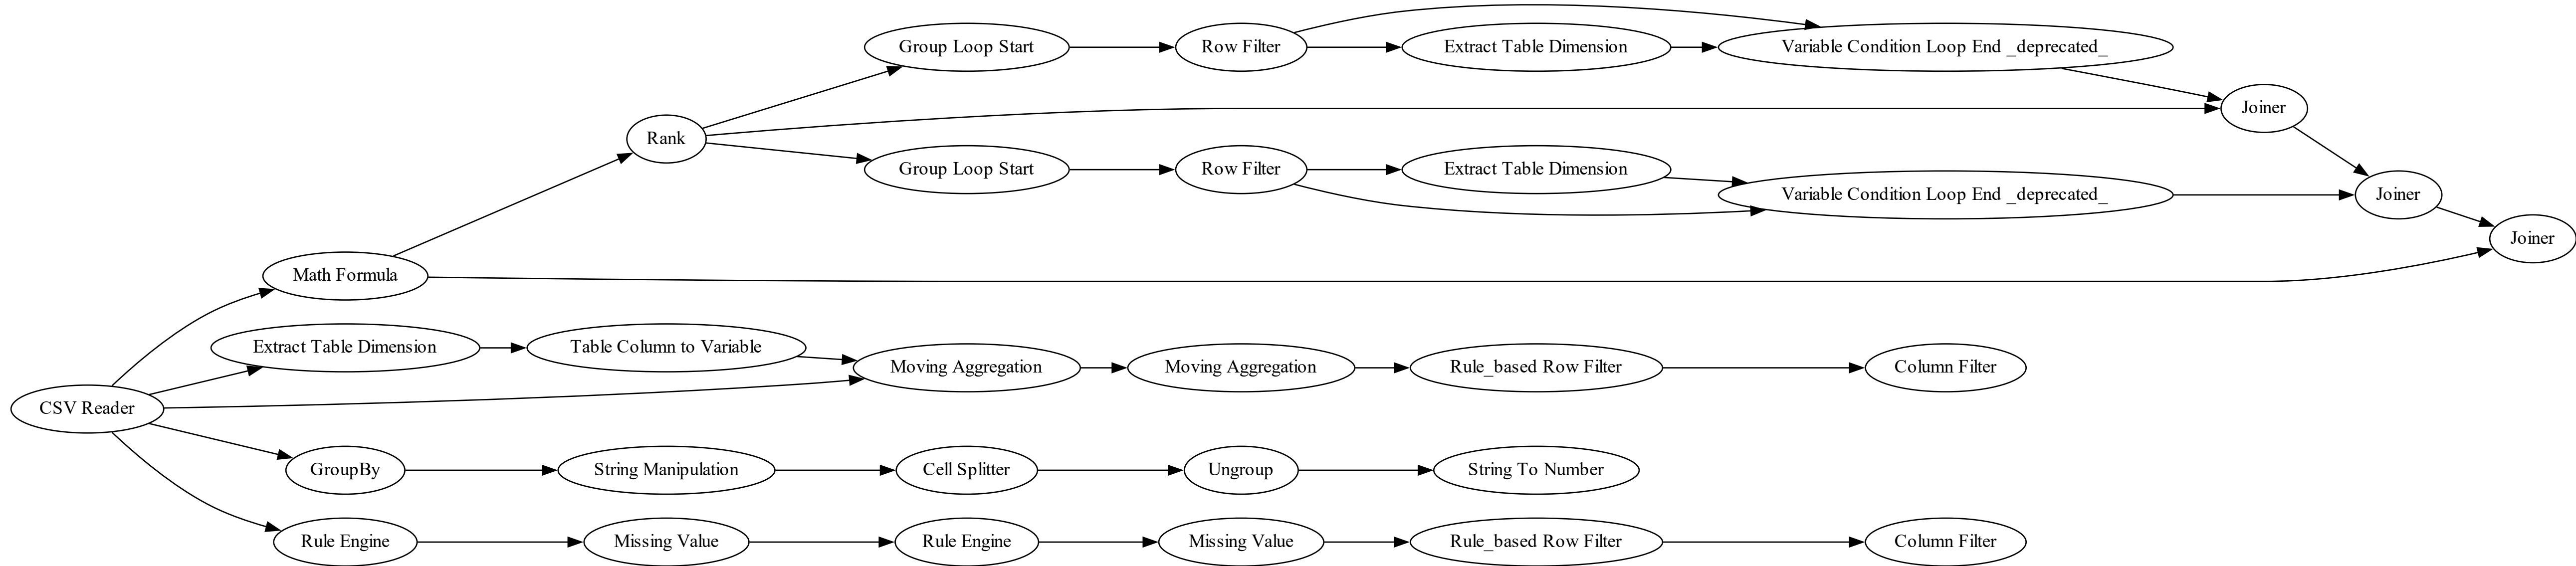 Group Loop Start
Row Filter
Extract Table Dimension
Variable Condition Loop End _deprecated_
Joiner
Rank
Group Loop Start
Row Filter
Extract Table Dimension
Variable Condition Loop End _deprecated_
Joiner
Joiner
Math Formula
Extract Table Dimension
Table Column to Variable
Moving Aggregation
Moving Aggregation
Rule_based Row Filter
Column Filter
CSV Reader
GroupBy
String Manipulation
Cell Splitter
Ungroup
String To Number
Rule Engine
Missing Value
Rule Engine
Missing Value
Rule_based Row Filter
Column Filter